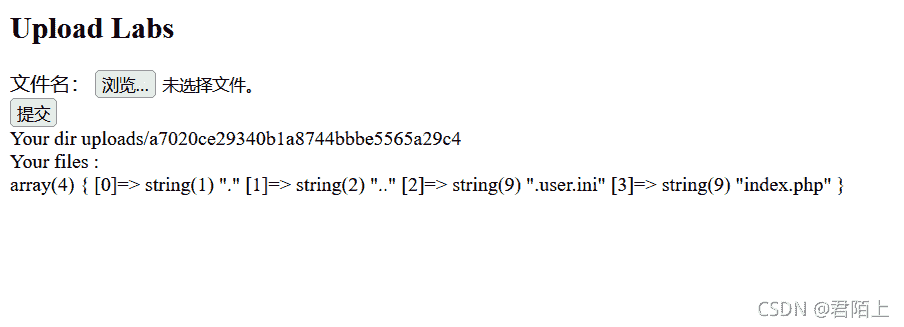 Upload Labs
文件名： 浏览... 未选择文件。
提交
Your dir uploads/a7020ce29340b1a8744bbbe5565a29c4
Your files :
array(4) { [0]=> string(1) "." [1]=> string(2) ".." [2]=> string(9) ".user.ini" [3]=> string(9) "index.php" }
CSDN @君陌上